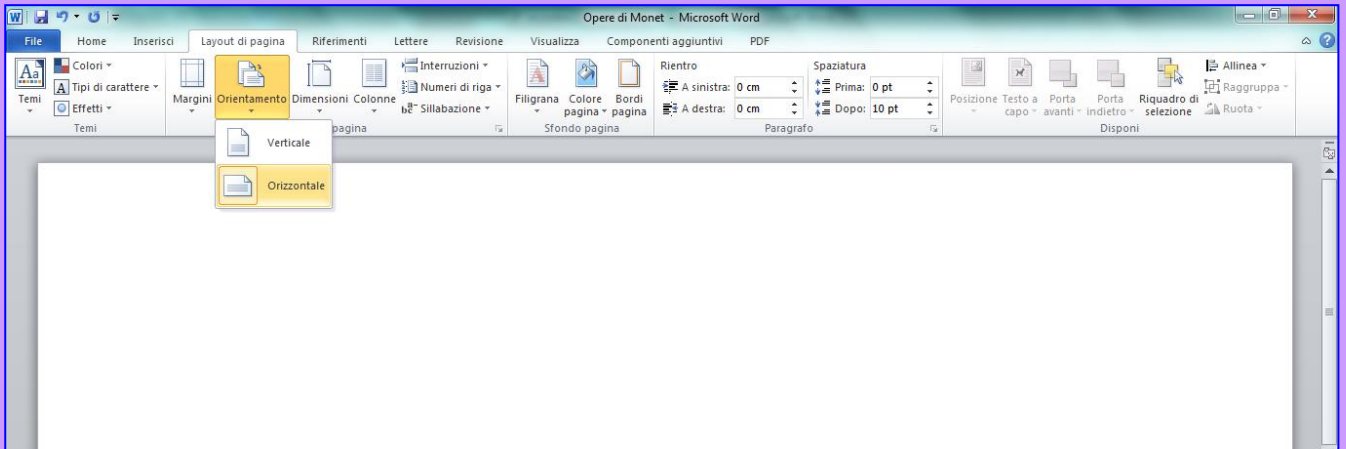 Opere di Monet - Microsoft Word
File Home Inserisci Layout di pagina Riferimenti Lettere Revisione Visualizza Componenti aggiuntivi PDF
Aa
Temi
Colori
A Tipi di carattere
Effetti
Temi
Margini Orientamento Dimensioni Colonne
Interruzioni
Numeri di riga
Sillabazione
pagina
Verticale
Orizzontale
Filigrana
Colore pagina
Bordi pagina
Sfondo pagina
Rientro
A sinistra: 0 cm
A destra: 0 cm
Spaziatura
Prima: 0 pt
Dopo: 10 pt
Paragrafo
Posizione
Testo a capo
Porta avanti
Porta indietro
Riquadro di selezione
Allinea
Raggruppa
Ruota
Disponi